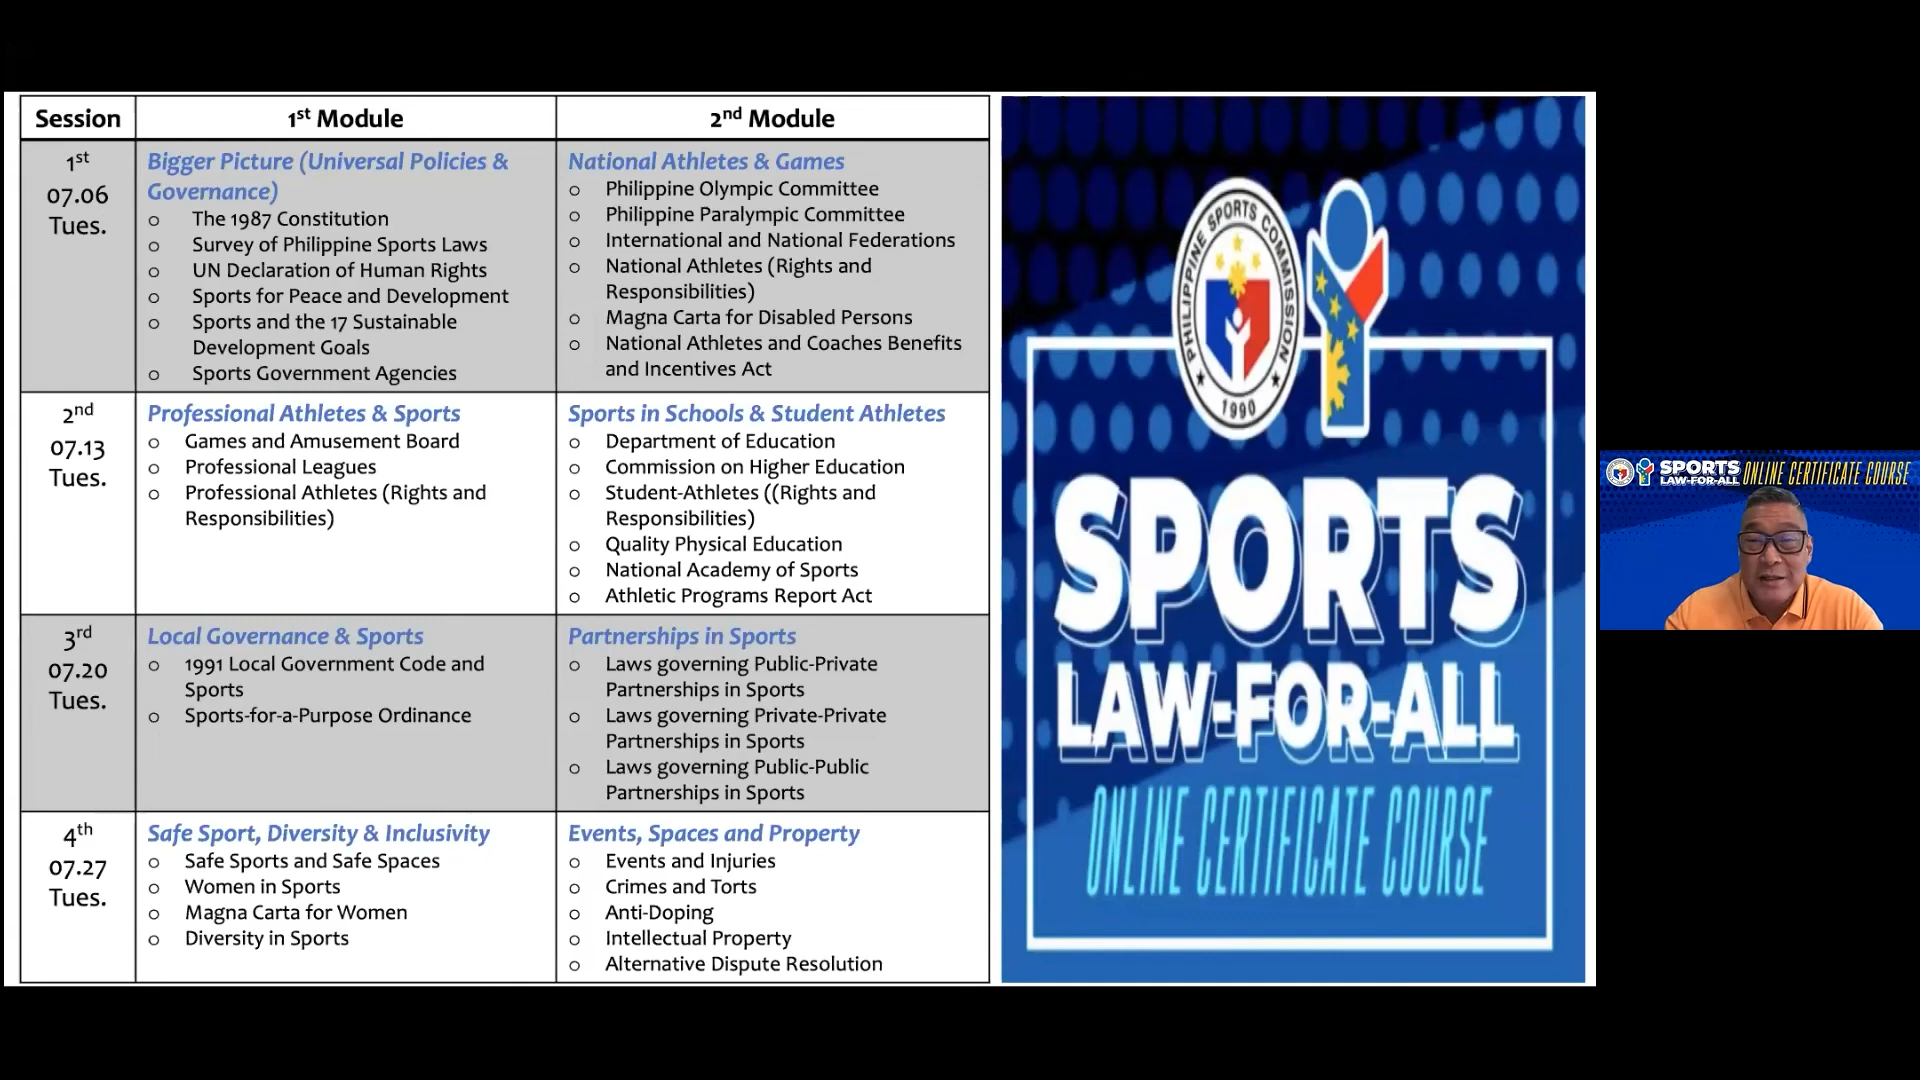 Session
1st Module
2nd Module
1st
07.06
Tues.
Bigger Picture (Universal Policies &
Governance)
o The 1987 Constitution
o Survey of Philippine Sports Laws
o UN Declaration of Human Rights
o Sports for Peace and Development
o Sports and the 17 Sustainable
Development Goals
o Sports Government Agencies
National Athletes & Games
o Philippine Olympic Committee
o Philippine Paralympic Committee
o International and National Federations
o National Athletes (Rights and
Responsibilities)
o Magna Carta for Disabled Persons
o National Athletes and Coaches Benefits
and Incentives Act
2nd
07.13
Tues.
Professional Athletes & Sports
o Games and Amusement Board
o Professional Leagues
o Professional Athletes (Rights and
Responsibilities)
Sports in Schools & Student Athletes
o Department of Education
o Commission on Higher Education
o Student-Athletes ((Rights and
Responsibilities)
o Quality Physical Education
o National Academy of Sports
o Athletic Programs Report Act
3rd
07.20
Tues.
Local Governance & Sports
o 1991 Local Government Code and
Sports
o Sports-for-a-Purpose Ordinance
Partnerships in Sports
o Laws governing Public-Private
Partnerships in Sports
o Laws governing Private-Private
Partnerships in Sports
o Laws governing Public-Public
Partnerships in Sports
4th
07.27
Tues.
Safe Sport, Diversity & Inclusivity
o Safe Sports and Safe Spaces
o Women in Sports
o Magna Carta for Women
o Diversity in Sports
Events, Spaces and Property
o Events and Injuries
o Crimes and Torts
o Anti-Doping
o Intellectual Property
o Alternative Dispute Resolution
PHILIPPINE SPORTS COMMISSION
1990
SPORTS
LAW-FOR-ALL
ONLINE CERTIFICATE COURSE
SPORTS
LAW-FOR-ALL
ONLINE CERTIFICATE COURSE